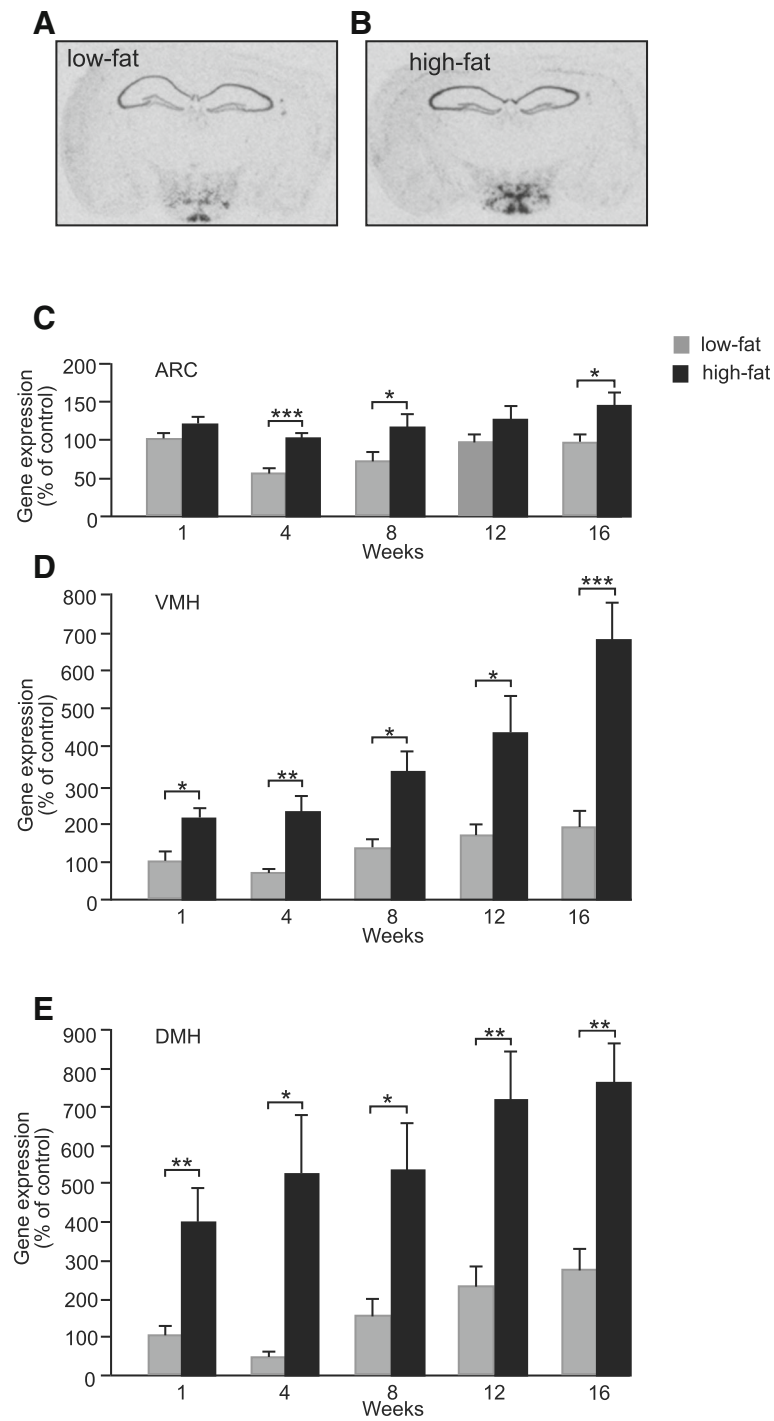 A
B
low-fat
high-fat
C
low-fat
high-fat
ARC
Gene expression
(% of control)
200
150
100
50
0
***
*
*
1 4 8 12 16
Weeks
D
VMH
Gene expression
(% of control)
800
700
600
500
400
300
200
100
0
*
**
*
*
***
1 4 8 12 16
Weeks
E
DMH
Gene expression
(% of control)
900
800
700
600
500
400
300
200
100
0
**
*
*
**
**
1 4 8 12 16
Weeks